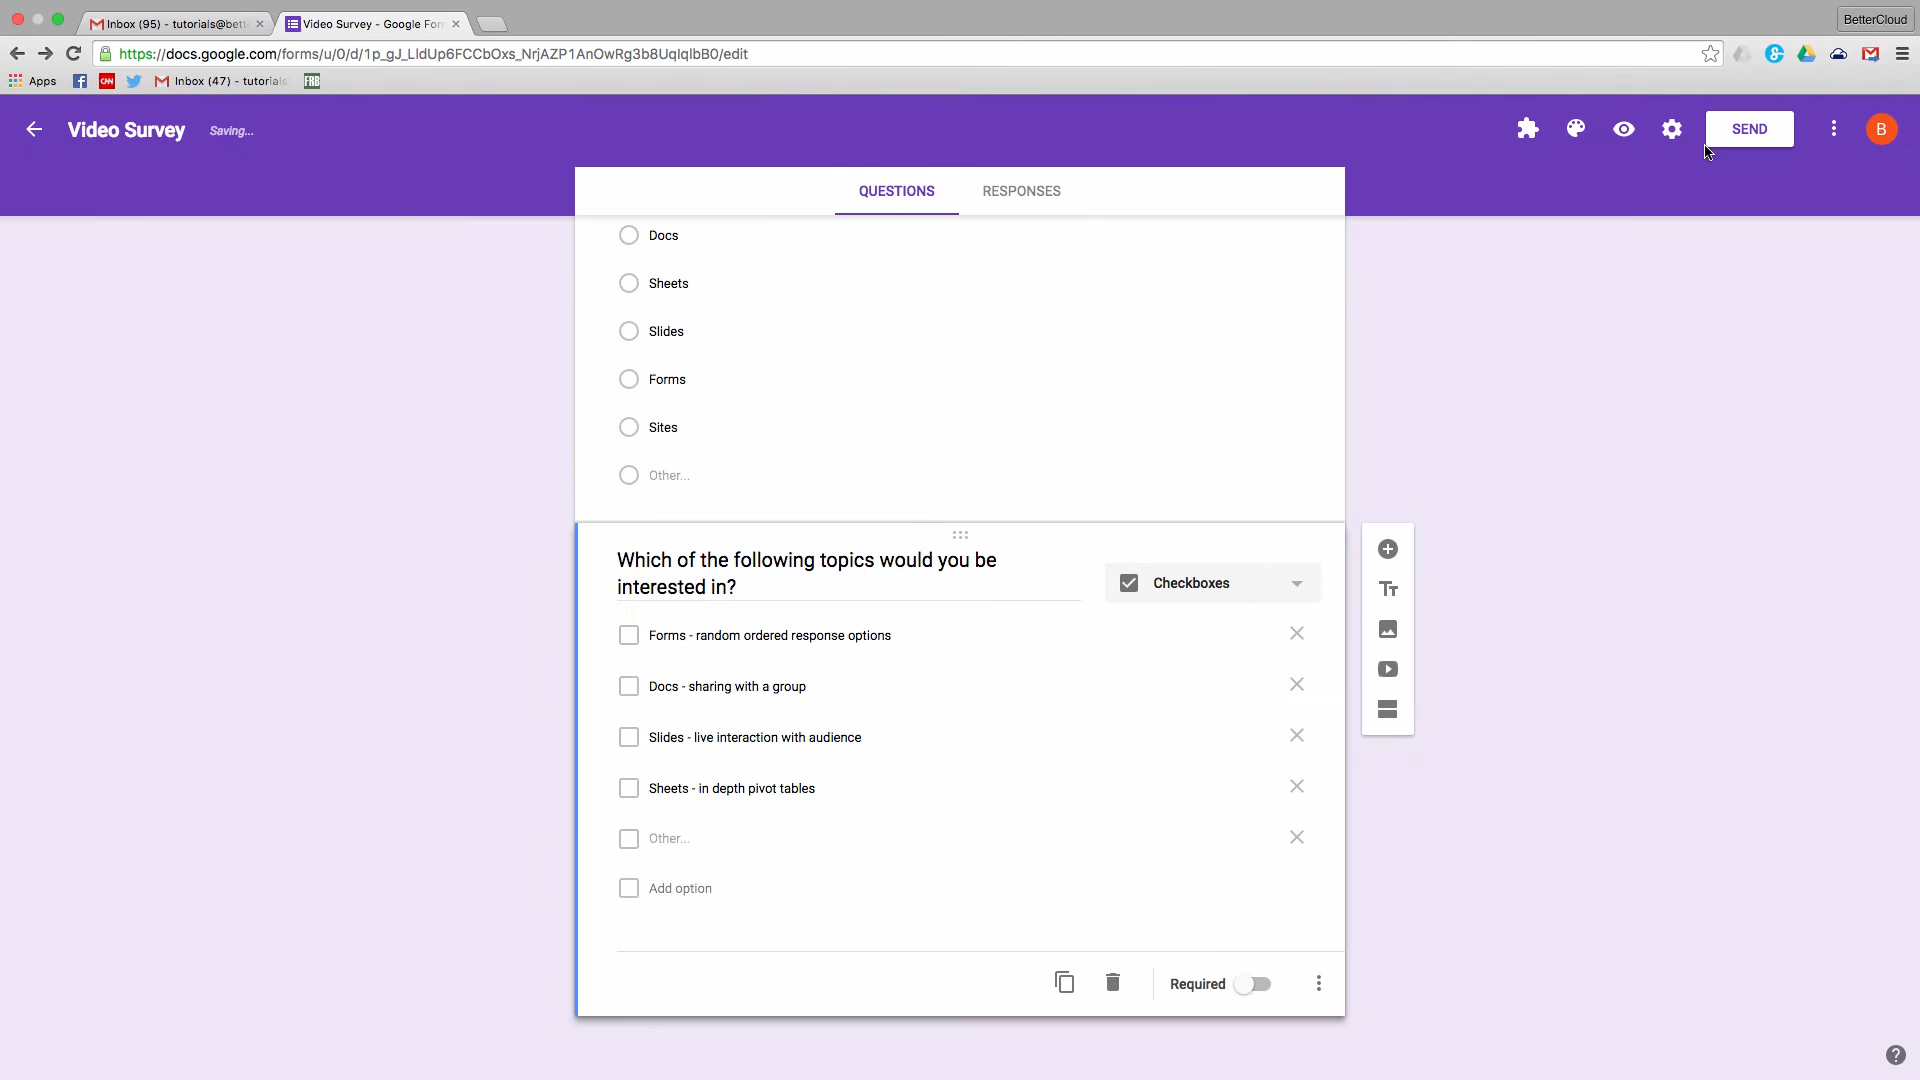 Inbox (95) - tutorials@bett
Video Survey - Google For
BetterCloud
https://docs.google.com/forms/u/0/d/1p_gJ_LldUp6FCCbOxs_NrjAZP1AnOwRg3b8UqIqlbB0/edit
Apps
CNN
Inbox (47) - tutorials
FRB
Video Survey
Saving...
SEND
B
QUESTIONS
RESPONSES
Docs
Sheets
Slides
Forms
Sites
Other...
Which of the following topics would you be
interested in?
Checkboxes
Forms - random ordered response options
Docs - sharing with a group
Slides - live interaction with audience
Sheets - in depth pivot tables
Other...
Add option
Required